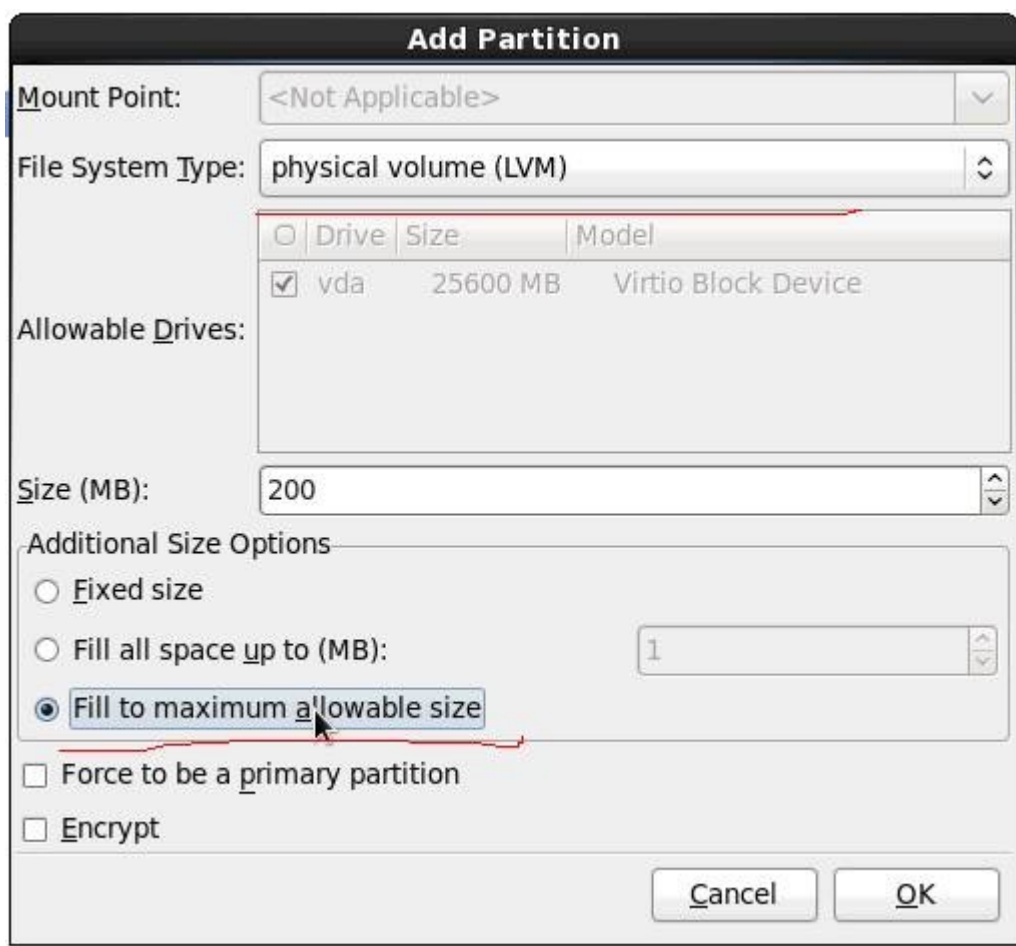 Add Partition
Mount Point: <Not Applicable>
File System Type: physical volume (LVM)
Drive Size Model
vda 25600 MB Virtio Block Device
Allowable Drives:
Size (MB): 200
Additional Size Options
Fixed size
Fill all space up to (MB): 1
Fill to maximum allowable size
Force to be a primary partition
Encrypt
Cancel OK